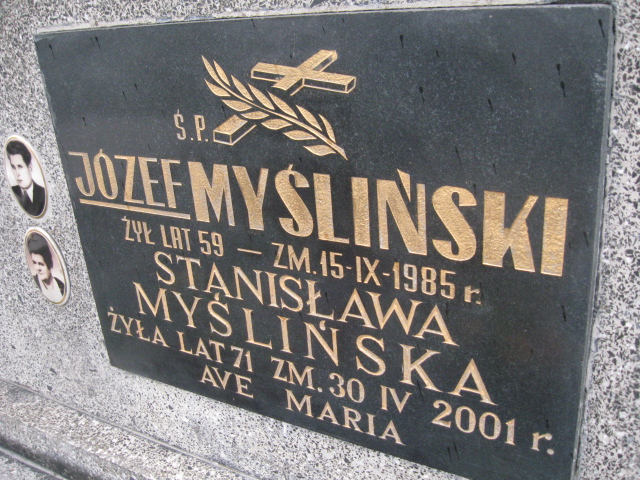 Ś.P.
JÓZEF MYŚLIŃSKI
ŻYŁ LAT 59 — ZM. 15-IX-1985 r.
STANISŁAWA
MYŚLIŃSKA
ŻYŁA LAT 71 ZM. 30 IV 2001 r.
AVE MARIA